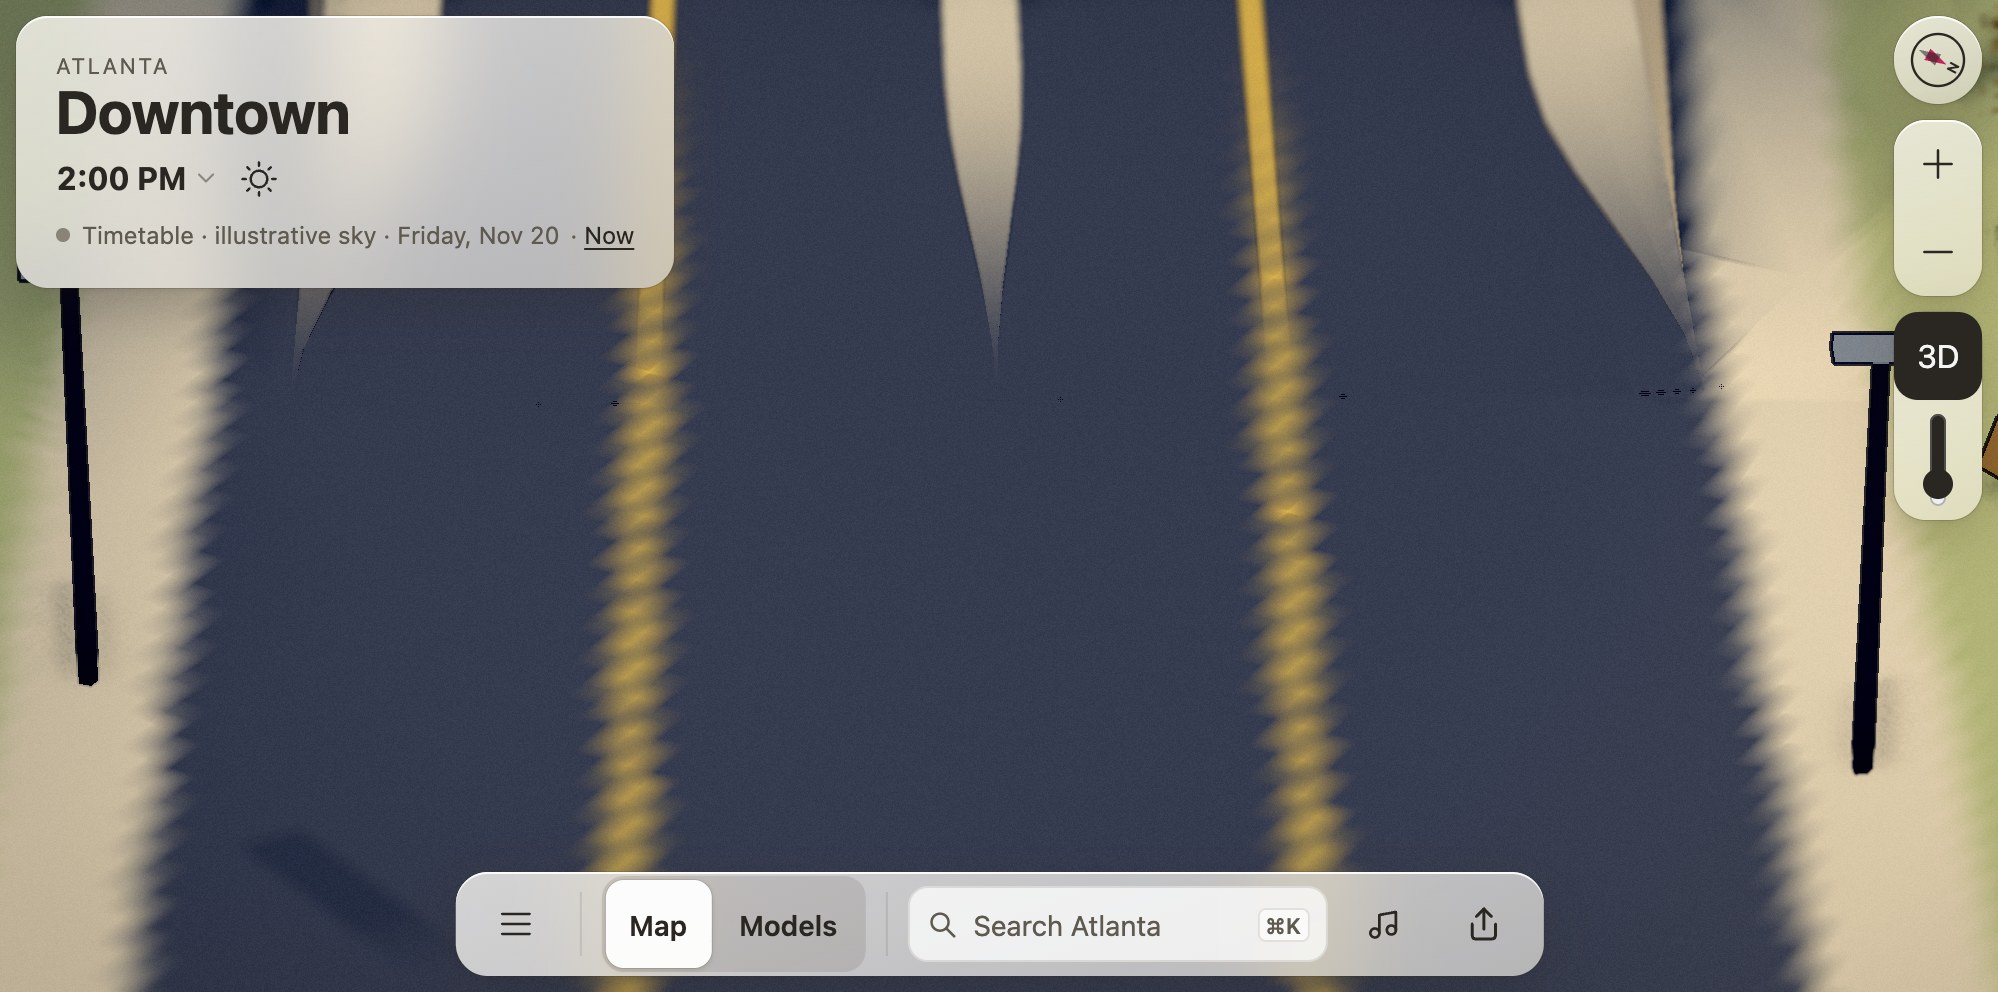 ATLANTA
Downtown
2:00 PM
Timetable · illustrative sky · Friday, Nov 20 · Now
N
3D
Map
Models
Search Atlanta
⌘K